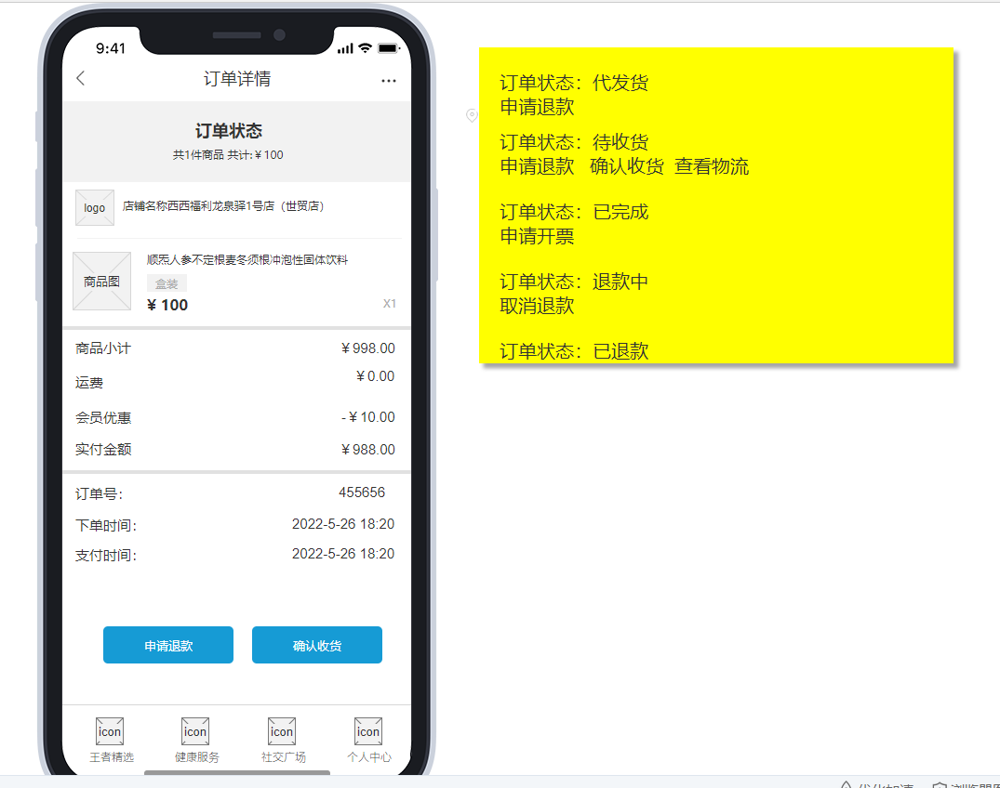 9:41
订单详情
订单状态
共1件商品 共计:￥100
logo
店铺名称西西福利龙泉驿1号店（世贸店）
商品图
顺炁人参不定根麦冬须根冲泡性固体饮料
盒装
￥100
X1
商品小计
￥998.00
运费
￥0.00
会员优惠
-￥10.00
实付金额
￥988.00
订单号：
455656
下单时间：
2022-5-26 18:20
支付时间：
2022-5-26 18:20
申请退款
确认收货
icon
icon
icon
icon
王者精选
健康服务
社交广场
个人中心
订单状态：代发货
申请退款
订单状态：待收货
申请退款 确认收货 查看物流
订单状态：已完成
申请开票
订单状态：退款中
取消退款
订单状态：已退款